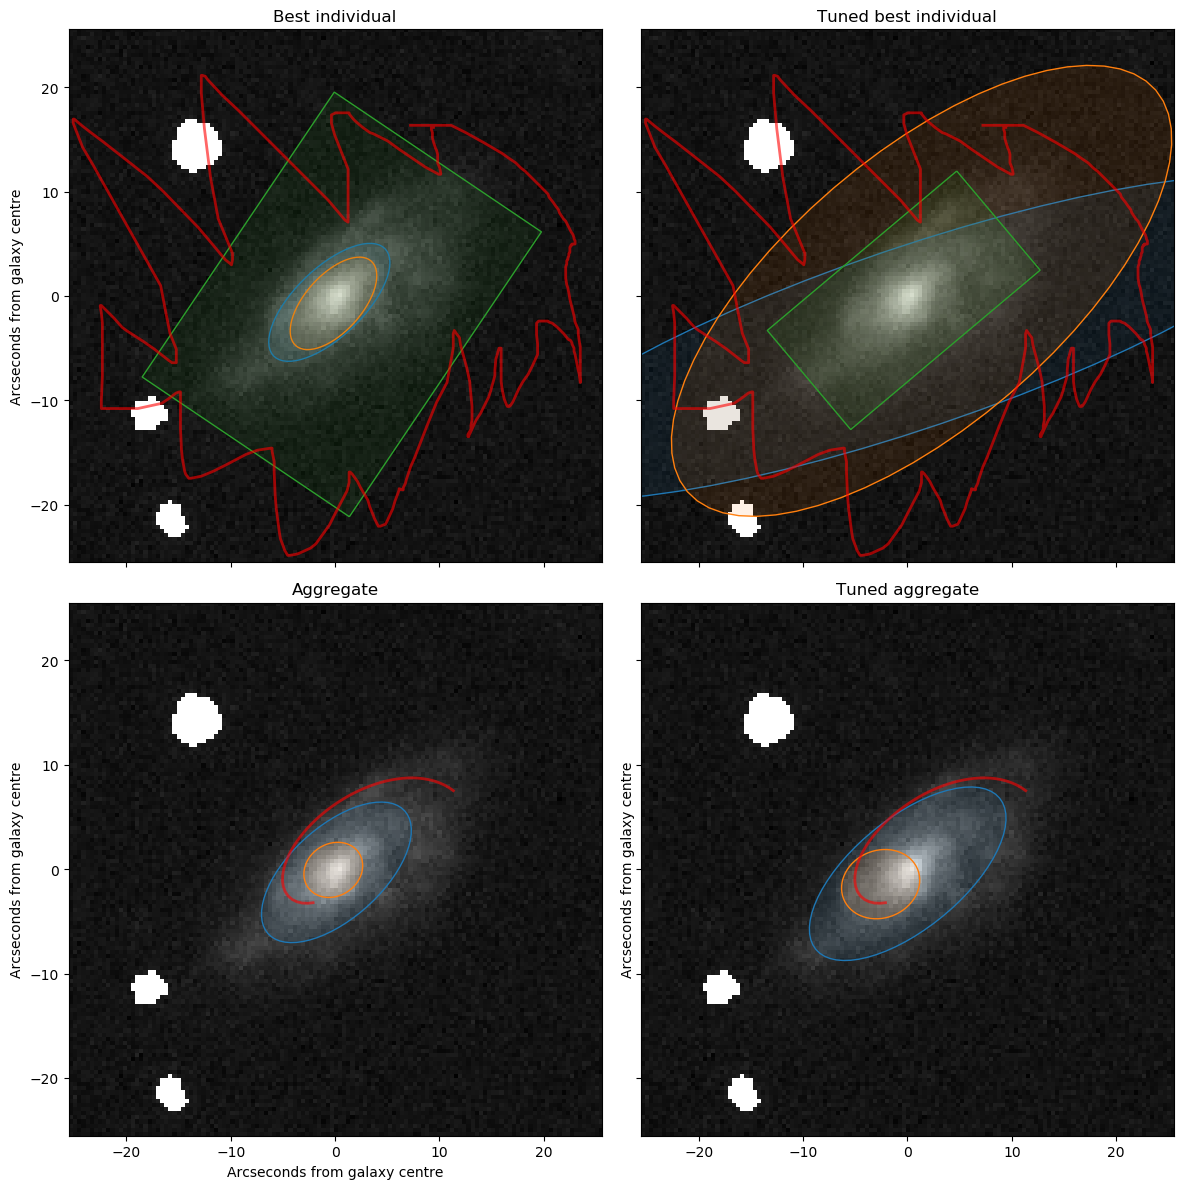 Best individual
Tuned best individual
Arcseconds from galaxy centre
20
10
0
−10
−20
Aggregate
Tuned aggregate
Arcseconds from galaxy centre
20
10
0
−10
−20
Arcseconds from galaxy centre
−20 −10 0 10 20
−20 −10 0 10 20
Arcseconds from galaxy centre